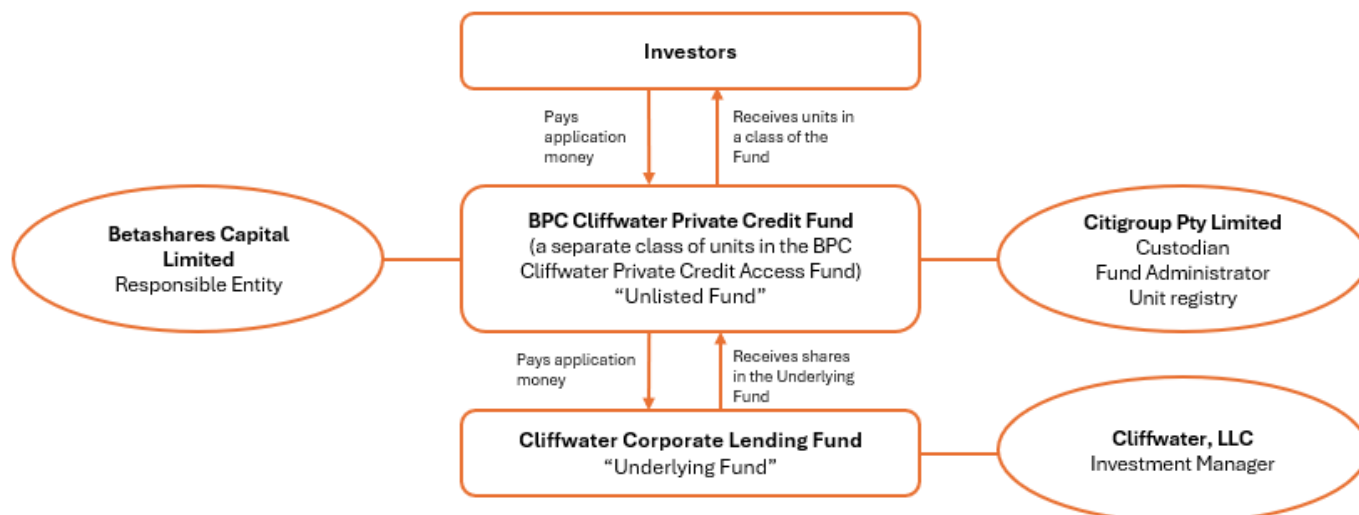 Investors
Pays
application
money
Receives units in
a class of the
Fund
Betashares Capital
Limited
Responsible Entity
BPC Cliffwater Private Credit Fund
(a separate class of units in the BPC
Cliffwater Private Credit Access Fund)
“Unlisted Fund”
Citigroup Pty Limited
Custodian
Fund Administrator
Unit registry
Pays application
money
Receives shares
in the Underlying
Fund
Cliffwater Corporate Lending Fund
“Underlying Fund”
Cliffwater, LLC
Investment Manager